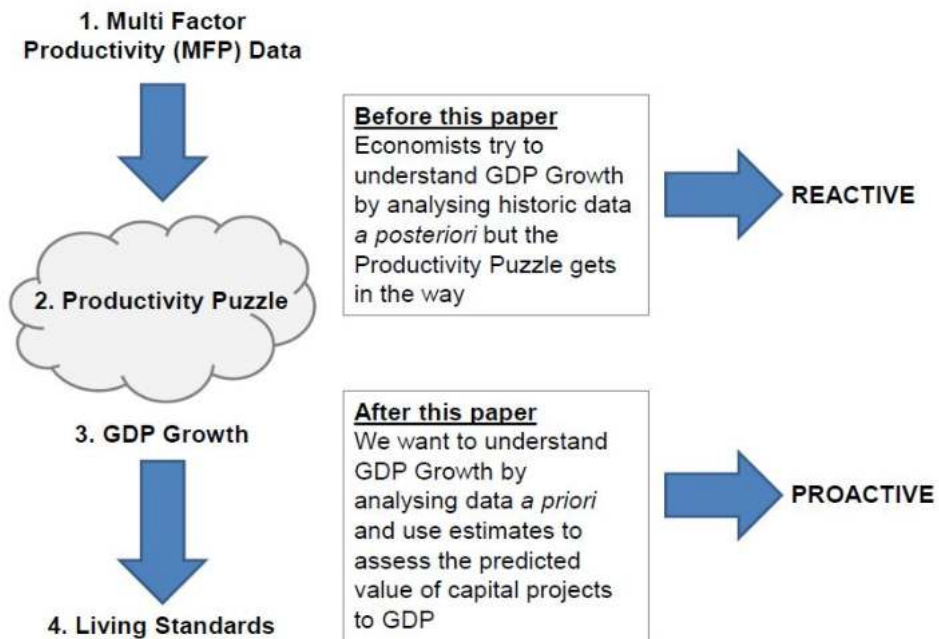 1. Multi Factor
Productivity (MFP) Data
2. Productivity Puzzle
3. GDP Growth
4. Living Standards
Before this paper
Economists try to
understand GDP Growth
by analysing historic data
a posteriori but the
Productivity Puzzle gets
in the way
REACTIVE
After this paper
We want to understand
GDP Growth by
analysing data a priori
and use estimates to
assess the predicted
value of capital projects
to GDP
PROACTIVE